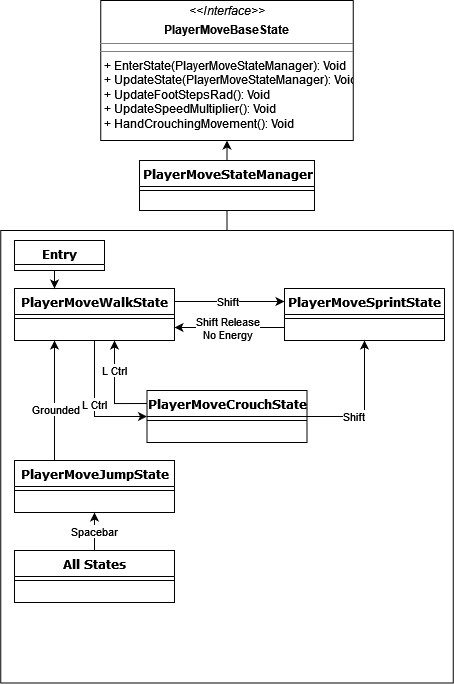 <<Interface>>
PlayerMoveBaseState
+ EnterState(PlayerMoveStateManager): Void
+ UpdateState(PlayerMoveStateManager): Void
+ UpdateFootStepsRad(): Void
+ UpdateSpeedMultiplier(): Void
+ HandCrouchingMovement(): Void
PlayerMoveStateManager
Entry
PlayerMoveWalkState
Shift
PlayerMoveSprintState
Shift Release
No Energy
L Ctrl
Grounded
L Ctrl
PlayerMoveCrouchState
Shift
PlayerMoveJumpState
Spacebar
All States